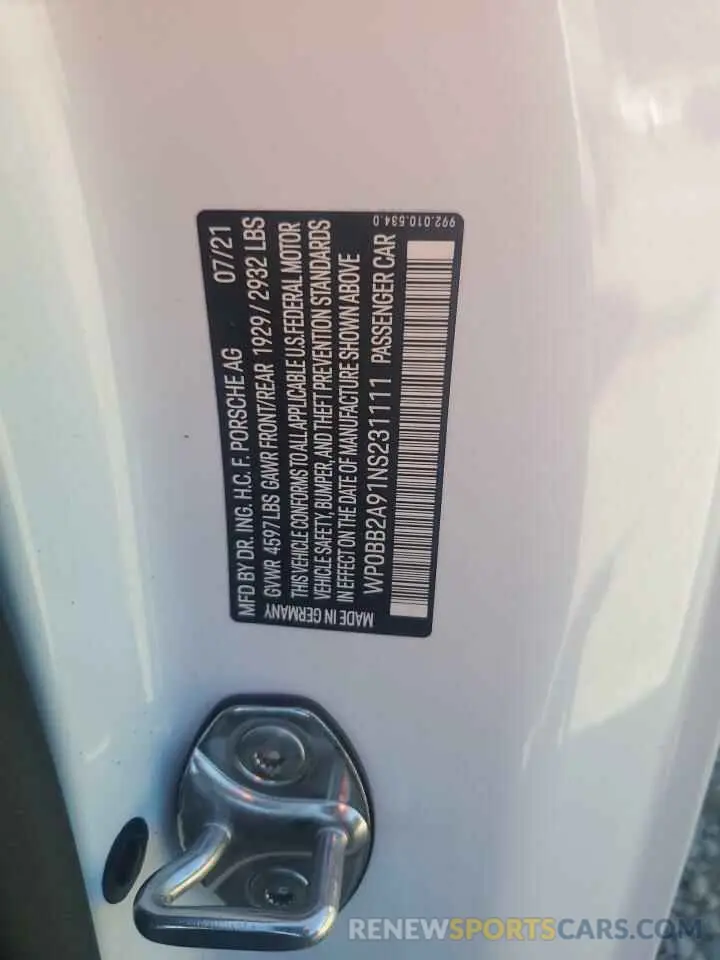 MFD BY DR. ING. H.C. F. PORSCHE AG 07/21
GVWR 4597 LBS GAWR FRONT/REAR 1929 / 2932 LBS
THIS VEHICLE CONFORMS TO ALL APPLICABLE U.S. FEDERAL MOTOR
VEHICLE SAFETY, BUMPER, AND THEFT PREVENTION STANDARDS
IN EFFECT ON THE DATE OF MANUFACTURE SHOWN ABOVE
MADE IN GERMANY WP0BB2A91NS231111 PASSENGER CAR
992.010.534.0
RENEWSPORTSCARS.COM